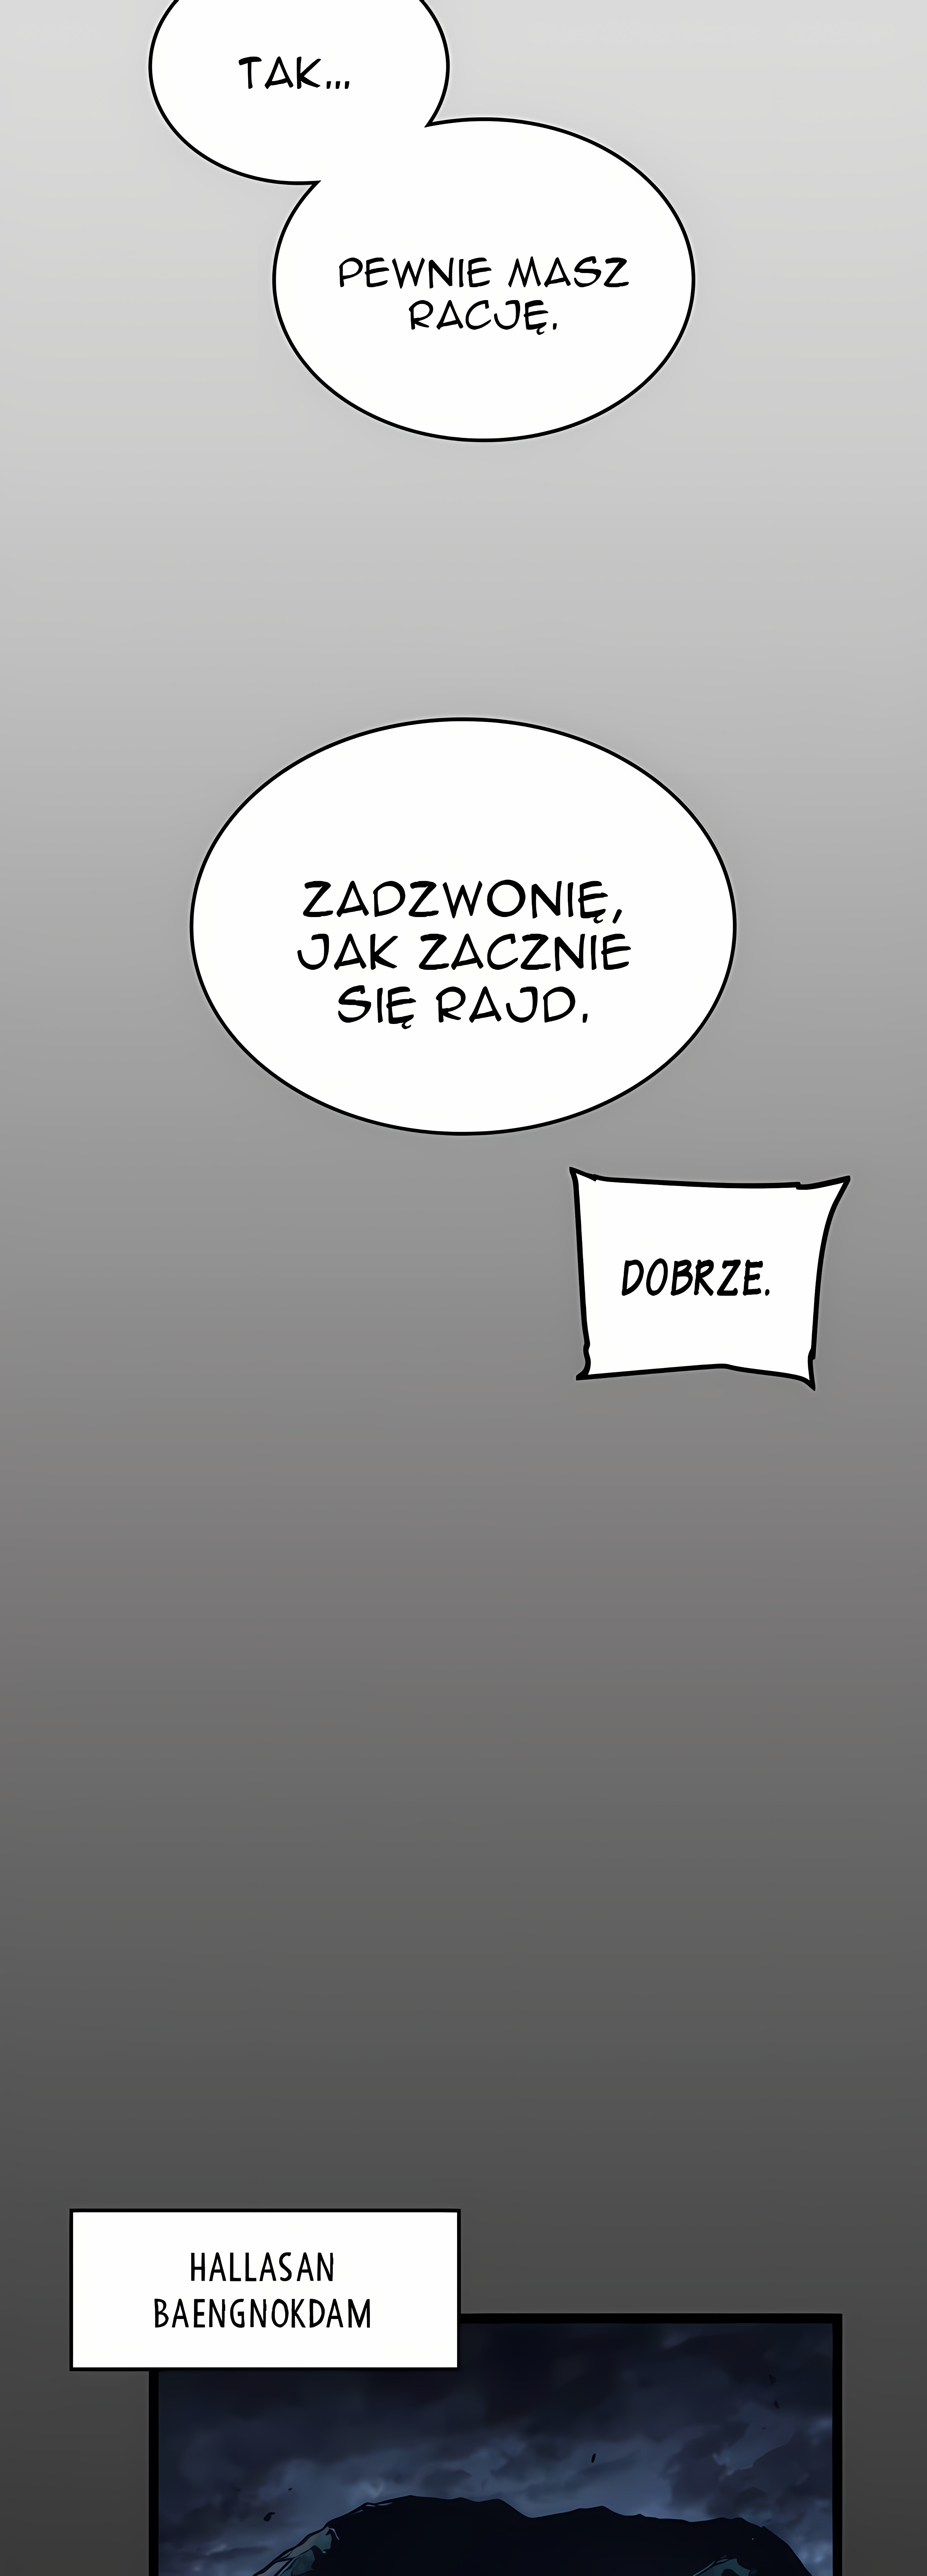 TAK...
PEWNIE MASZ
RACJĘ.
ZADZWONIĘ,
JAK ZACZNIE
SIĘ RAJD.
DOBRZE.
HALLASAN
BAENGNOKDAM